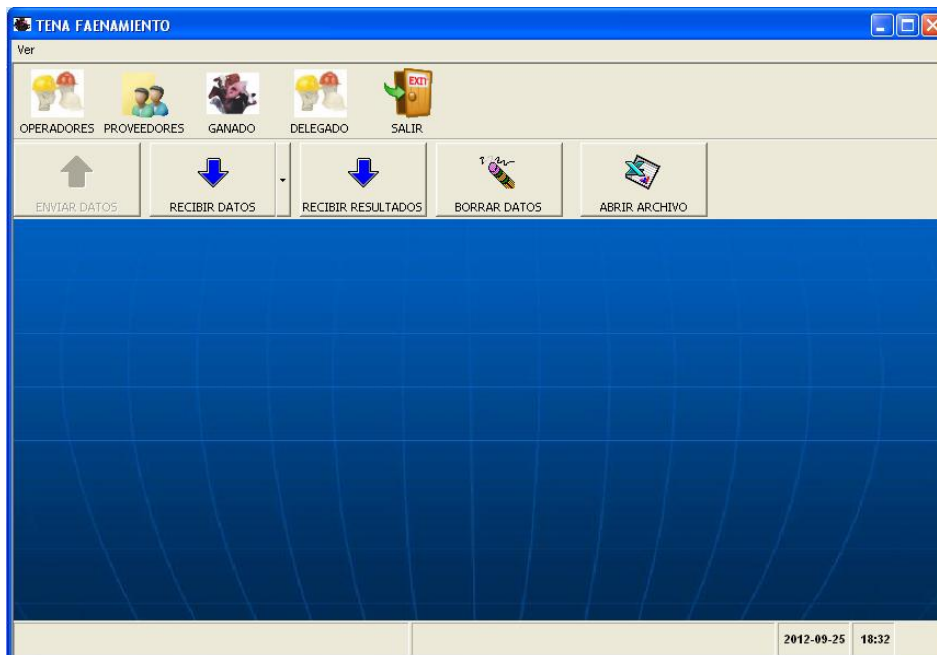 TENA FAENAMIENTO
Ver
EXIT
OPERADORES PROVEEDORES GANADO DELEGADO SALIR
ENVIAR DATOS RECIBIR DATOS RECIBIR RESULTADOS BORRAR DATOS ABRIR ARCHIVO
2012-09-25 18:32